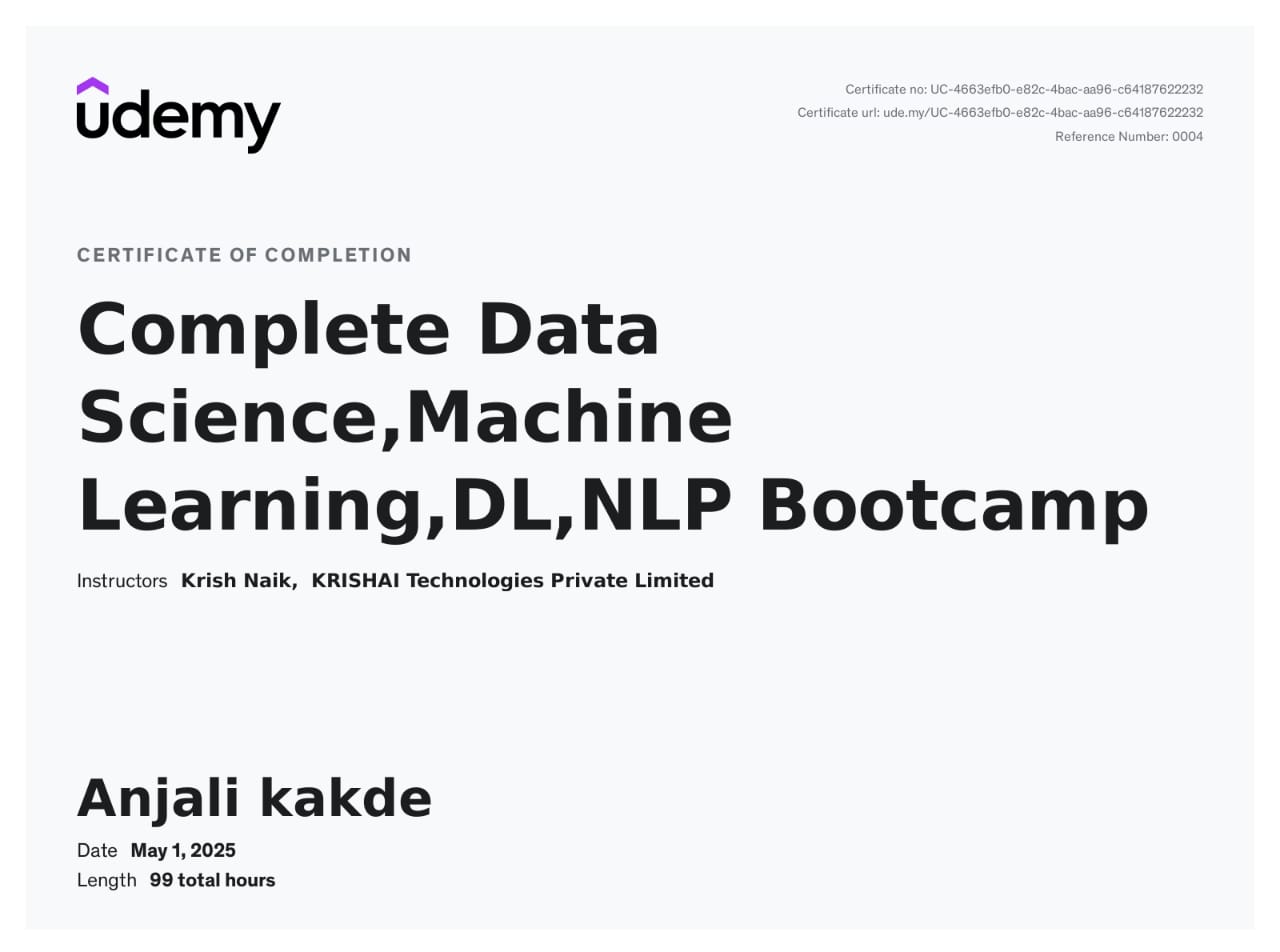 udemy
Certificate no: UC-4663efb0-e82c-4bac-aa96-c64187622232
Certificate url: ude.my/UC-4663efb0-e82c-4bac-aa96-c64187622232
Reference Number: 0004
CERTIFICATE OF COMPLETION
Complete Data
Science,Machine
Learning,DL,NLP Bootcamp
Instructors Krish Naik, KRISHAI Technologies Private Limited
Anjali kakde
Date May 1, 2025
Length 99 total hours